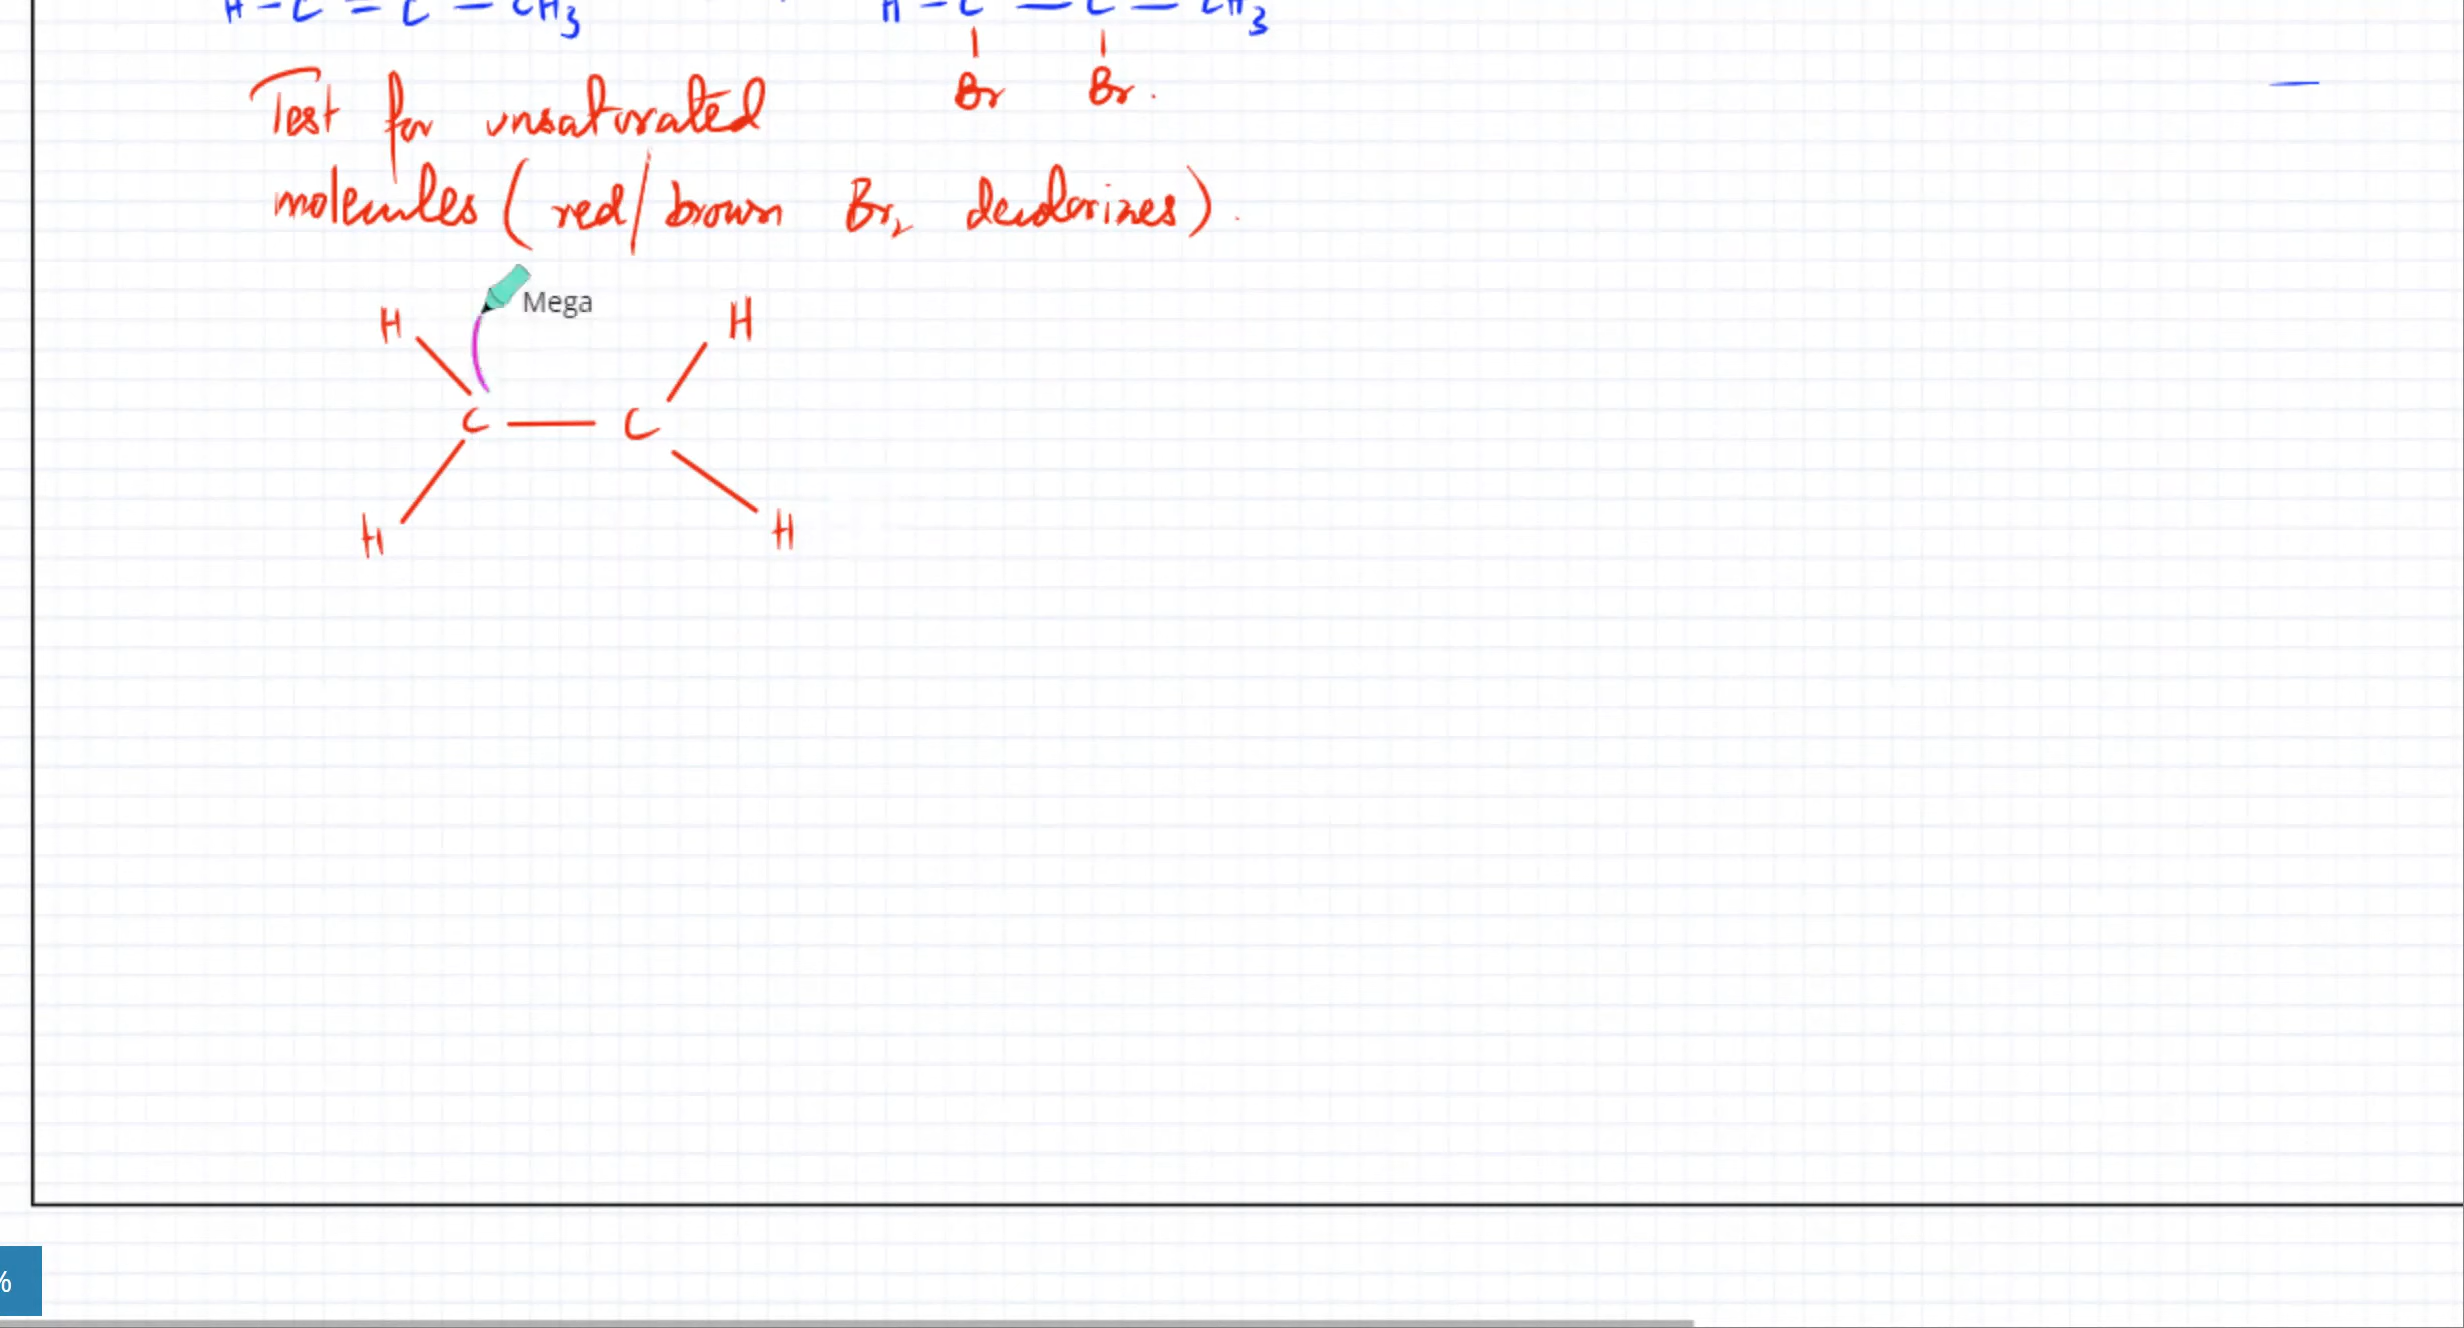 H - C = C - CH3 H - C - C - CH3
Br Br.
Test for unsaturated
molecules (red/brown Br2 decolorizes).
Mega
H H
C - C
H H
%